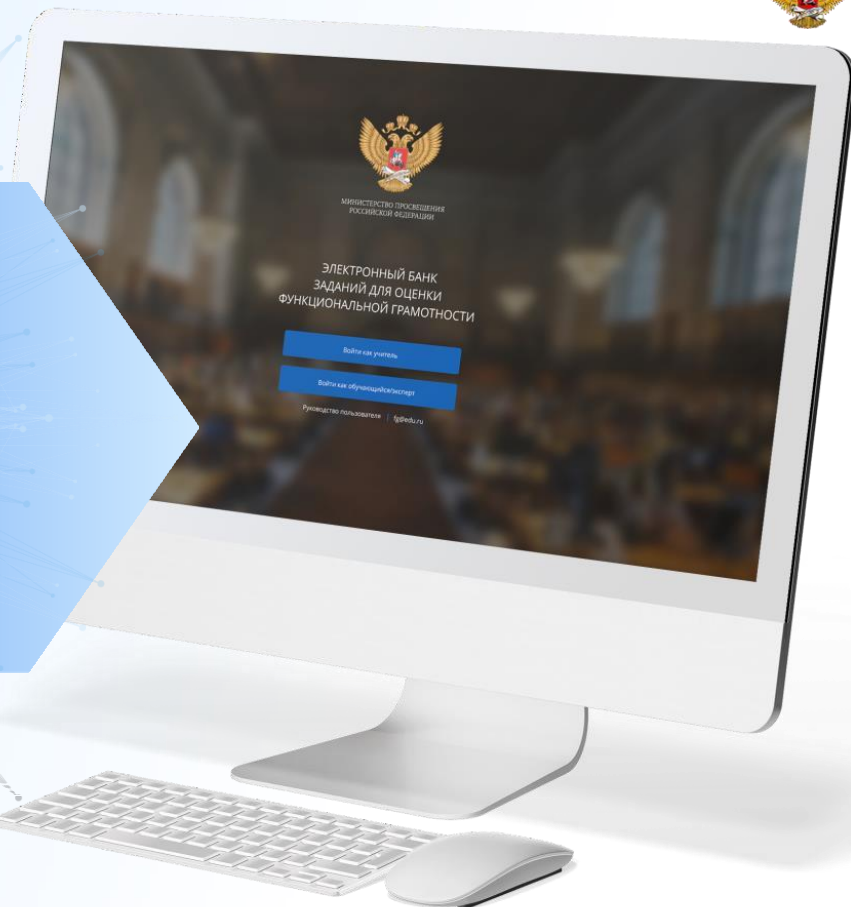 МИНИСТЕРСТВО ПРОСВЕЩЕНИЯ
РОССИЙСКОЙ ФЕДЕРАЦИИ
ЭЛЕКТРОННЫЙ БАНК
ЗАДАНИЙ ДЛЯ ОЦЕНКИ
ФУНКЦИОНАЛЬНОЙ ГРАМОТНОСТИ
Войти как учитель
Войти как обучающийся/эксперт
Руководство пользователя | fg@edu.ru